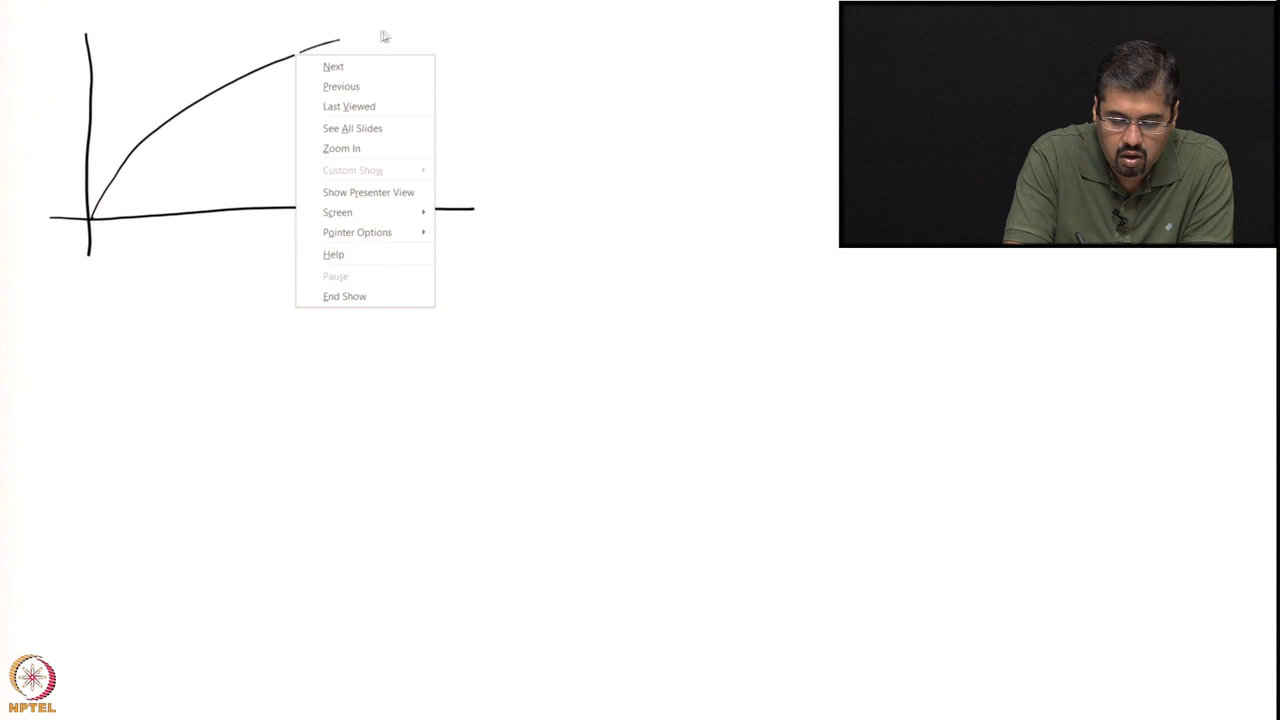 Next
Previous
Last Viewed
See All Slides
Zoom In
Custom Show
Show Presenter View
Screen
Pointer Options
Help
Pause
End Show
NPTEL